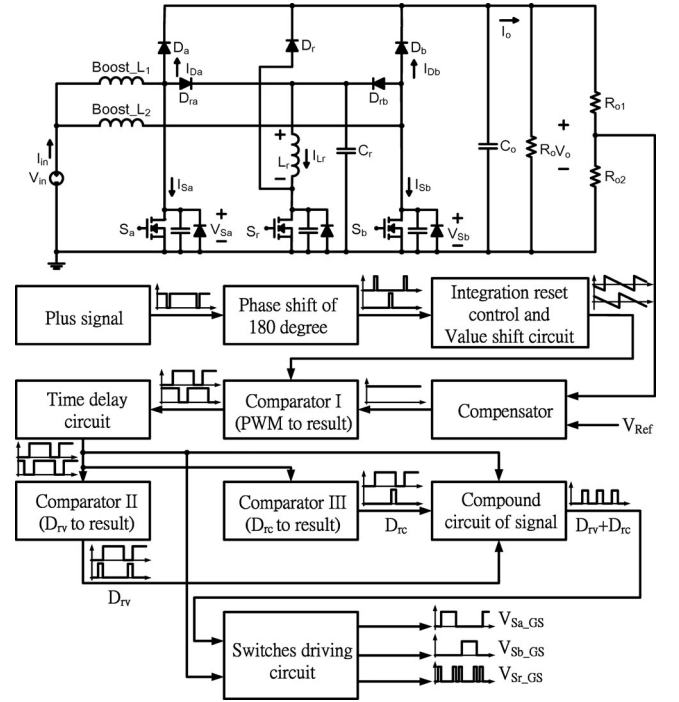 Da
IDa
Dr
Db
IDb
Io
Boost_L1
Dra
Drb
Ro1
Boost_L2
+
Lr
−
ILr
Cr
Co
Ro
+
Vo
−
Ro2
Iin
Vin
ISa
ISb
Sa
+
VSa
−
Sr
Sb
+
VSb
−
Plus signal
Phase shift of
180 degree
Integration reset
control and
Value shift circuit
Time delay
circuit
Comparator I
(PWM to result)
Compensator
VRef
Comparator II
(Drv to result)
Comparator III
(Drc to result)
Drc
Compound
circuit of signal
Drv+Drc
Drv
Switches driving
circuit
VSa_GS
VSb_GS
VSr_GS